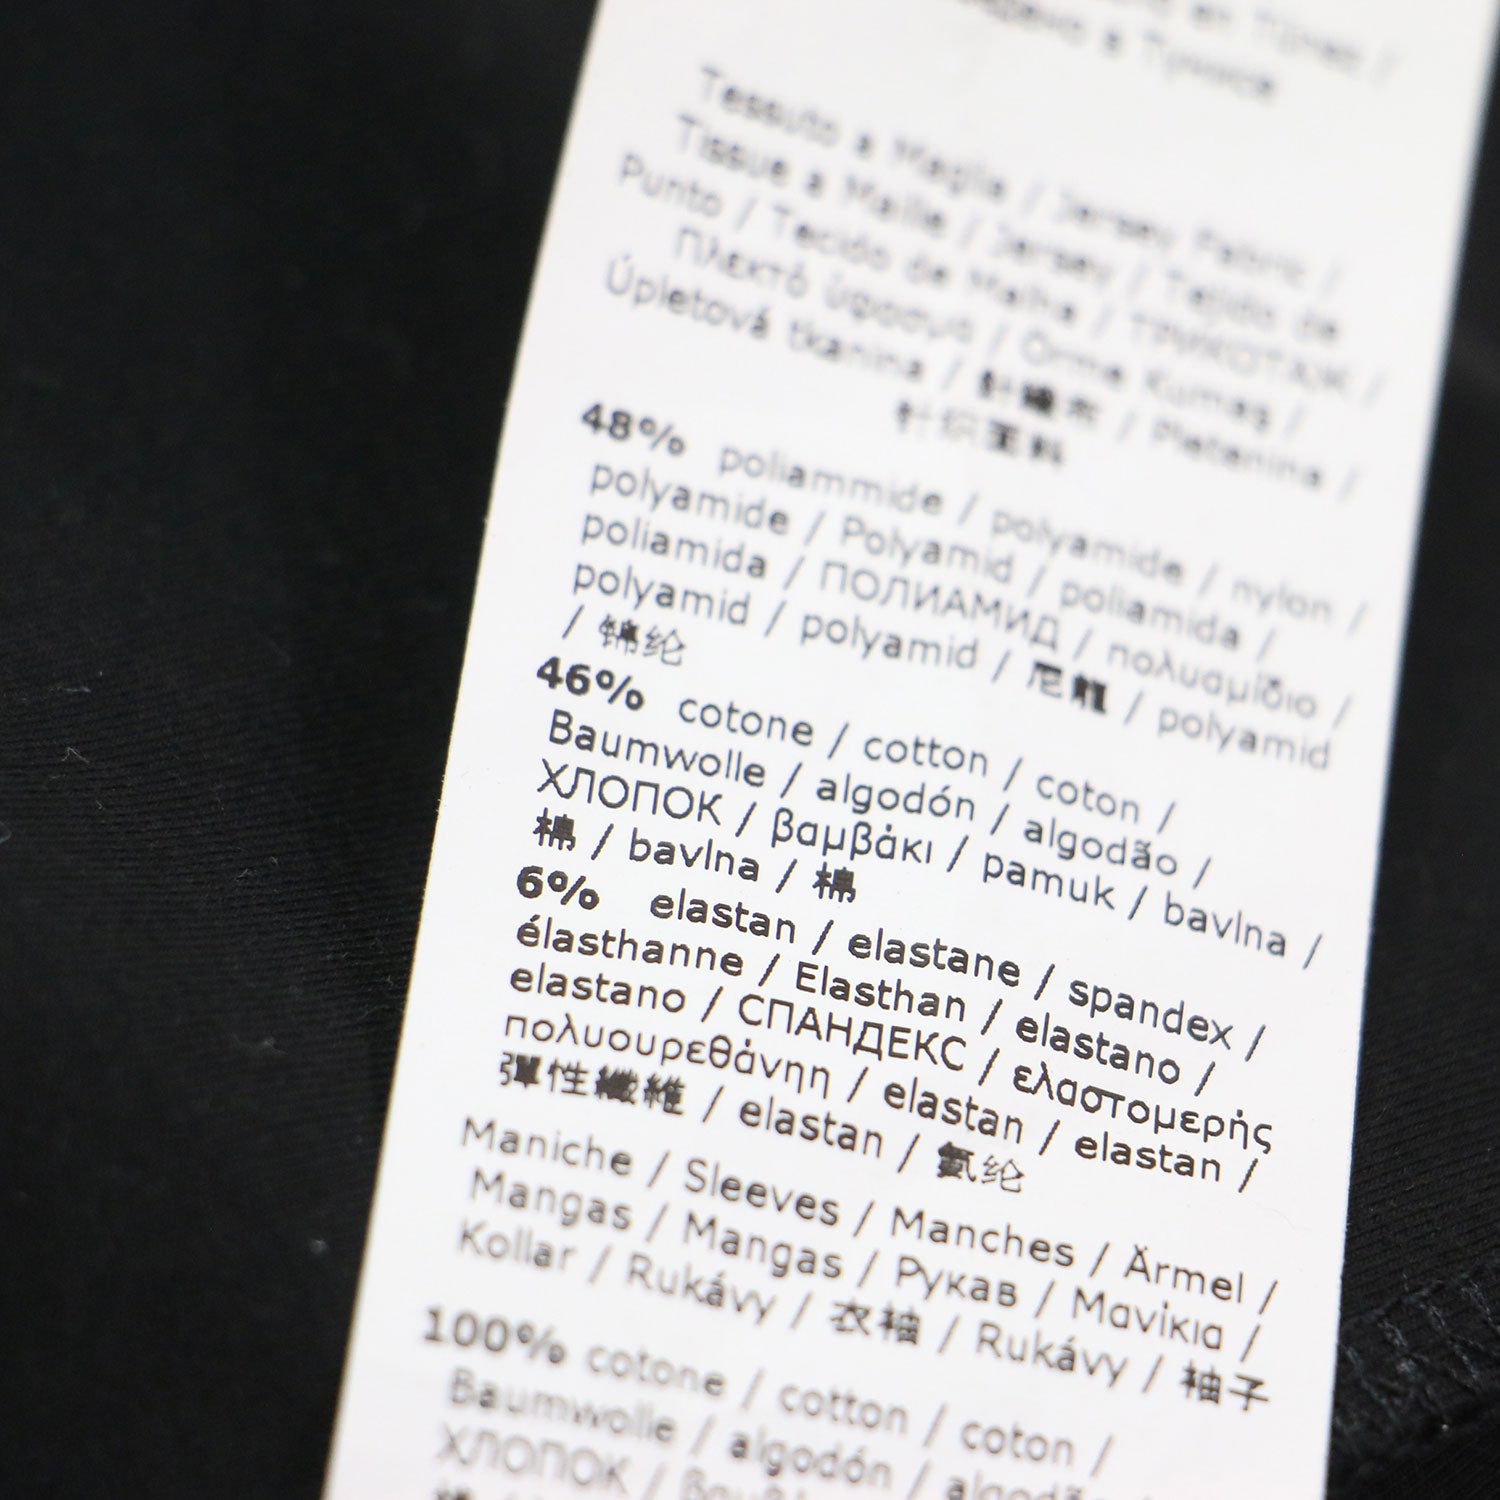 Tessuto a Maglia / Jersey Fabric /
Tissue a Maille / Jersey / Tejido de
Punto / Tecido de Malha / ТРИКОТАЖ /
Πλεκτό ύφασμα / Örme Kumaş /
Úpletová tkanina / 針織布 / Pletenina /
针织面料
48% poliammide / polyamide / nylon /
polyamide / Polyamid / poliamida /
poliamida / ПОЛИАМИД / πολυαμίδιο /
polyamid / polyamid / 尼龍 / polyamid
/ 锦纶
46% cotone / cotton / coton /
Baumwolle / algodón / algodão /
ХЛОПОК / βαμβάκι / pamuk / bavlna /
棉 / bavlna / 棉
6% elastan / elastane / spandex /
élasthanne / Elasthan / elastano /
elastano / СПАНДЕКС / ελαστομερής
πολυουρεθάνηη / elastan / elastan /
彈性纖維 / elastan / 氨纶
Maniche / Sleeves / Manches / Ärmel /
Mangas / Mangas / Рукав / Μανίκια /
Kollar / Rukávy / 衣袖 / Rukávy / 袖子
100% cotone / cotton / coton /
Baumwolle / algodón /
ХЛОПОК /